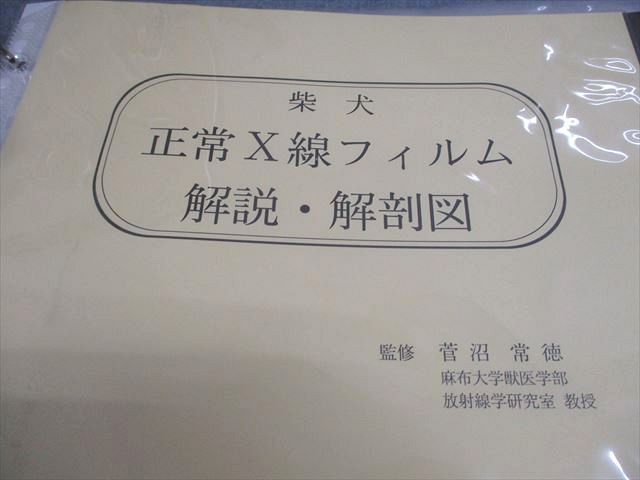 柴犬
正常X線フィルム
解説・解剖図
監修 菅沼 常徳
麻布大学獣医学部
放射線学研究室 教授